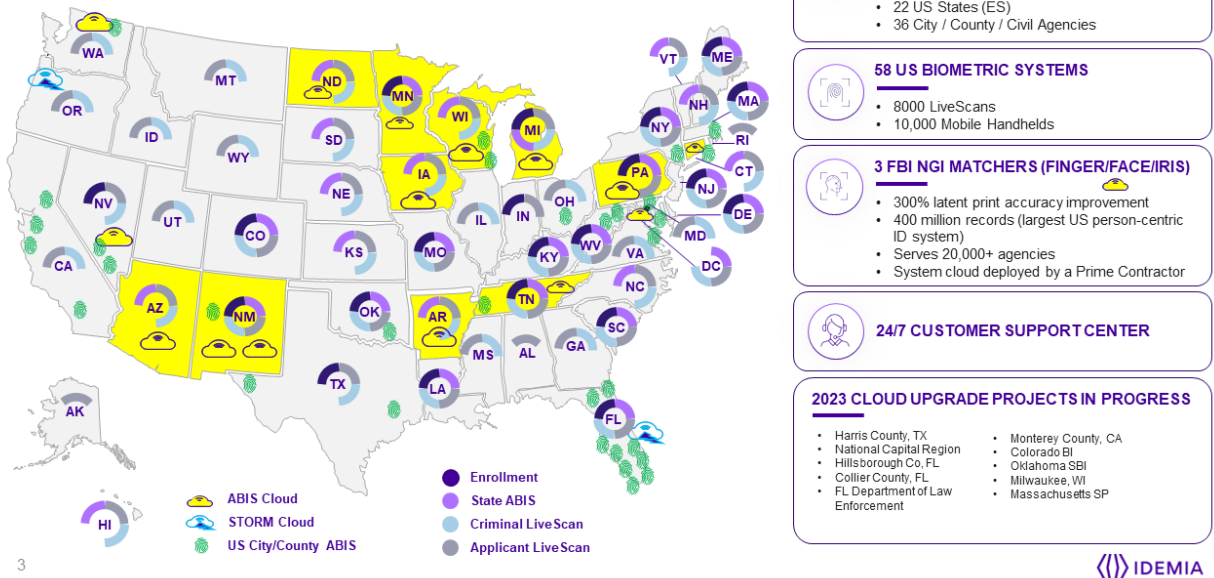 WA
MT
ND
MN
VT
ME
OR
ID
WY
SD
WI
MI
NY
NH
MA
RI
CT
NV
UT
CO
NE
IA
IL
IN
OH
PA
NJ
DE
MD
DC
CA
KS
MO
KY
WV
VA
AZ
NM
OK
AR
TN
NC
SC
TX
LA
MS
AL
GA
FL
AK
HI
ABIS Cloud
STORM Cloud
US City/County ABIS
Enrollment
State ABIS
Criminal LiveScan
Applicant LiveScan
• 22 US States (ES)
• 36 City / County / Civil Agencies
58 US BIOMETRIC SYSTEMS
• 8000 LiveScans
• 10,000 Mobile Handhelds
3 FBI NGI MATCHERS (FINGER/FACE/IRIS)
• 300% latent print accuracy improvement
• 400 million records (largest US person-centric
ID system)
• Serves 20,000+ agencies
• System cloud deployed by a Prime Contractor
24/7 CUSTOMER SUPPORT CENTER
2023 CLOUD UPGRADE PROJECTS IN PROGRESS
• Harris County, TX
• National Capital Region
• Hillsborough Co, FL
• Collier County, FL
• FL Department of Law
Enforcement
• Monterey County, CA
• Colorado BI
• Oklahoma SBI
• Milwaukee, WI
• Massachusetts SP
3
IDEMIA